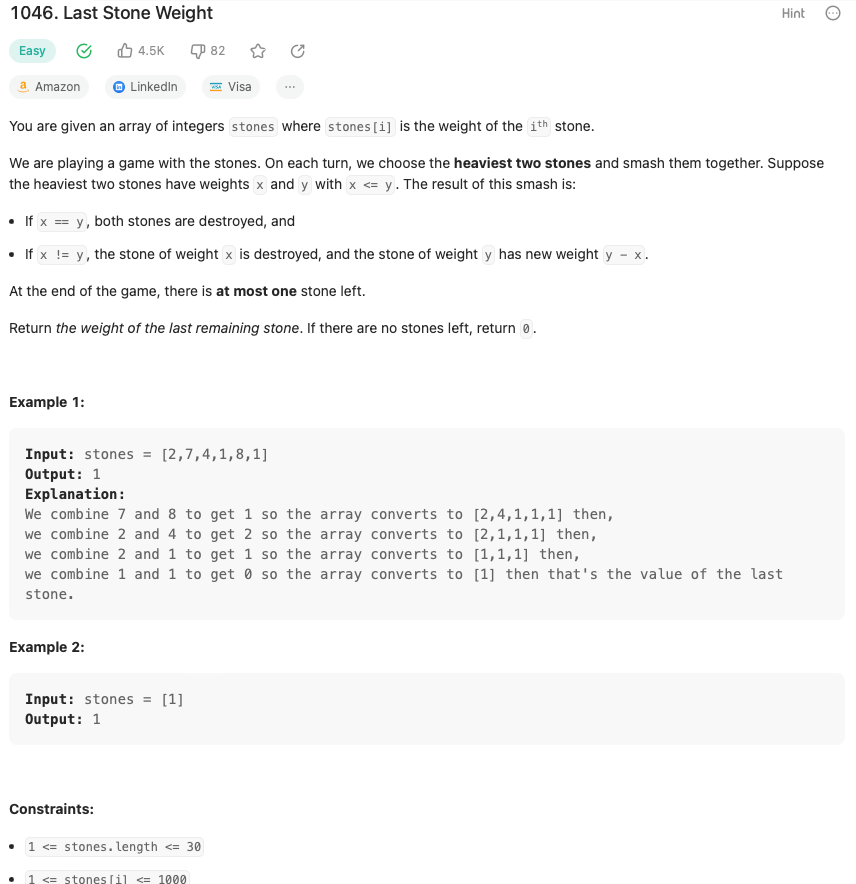 1046. Last Stone Weight
Hint
Easy
4.5K
82
a Amazon
in LinkedIn
VISA Visa
...
You are given an array of integers stones where stones[i] is the weight of the ith stone.
We are playing a game with the stones. On each turn, we choose the heaviest two stones and smash them together. Suppose
the heaviest two stones have weights x and y with x <= y. The result of this smash is:
• If x == y, both stones are destroyed, and
• If x != y, the stone of weight x is destroyed, and the stone of weight y has new weight y - x.
At the end of the game, there is at most one stone left.
Return the weight of the last remaining stone. If there are no stones left, return 0.
Example 1:
Input: stones = [2,7,4,1,8,1]
Output: 1
Explanation:
We combine 7 and 8 to get 1 so the array converts to [2,4,1,1,1] then,
we combine 2 and 4 to get 2 so the array converts to [2,1,1,1] then,
we combine 2 and 1 to get 1 so the array converts to [1,1,1] then,
we combine 1 and 1 to get 0 so the array converts to [1] then that's the value of the last
stone.
Example 2:
Input: stones = [1]
Output: 1
Constraints:
• 1 <= stones.length <= 30
• 1 <= stones[i] <= 1000